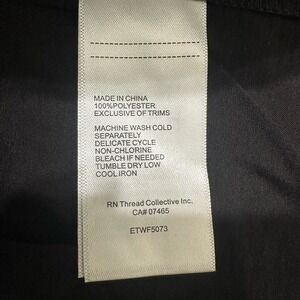 MADE IN CHINA
100%POLYESTER
EXCLUSIVE OF TRIMS
MACHINE WASH COLD
SEPARATELY
DELICATE CYCLE
NON-CHLORINE
BLEACH IF NEEDED
TUMBLE DRY LOW
COOL IRON
RN Thread Collective Inc.
CA# 07465
ETWF5073